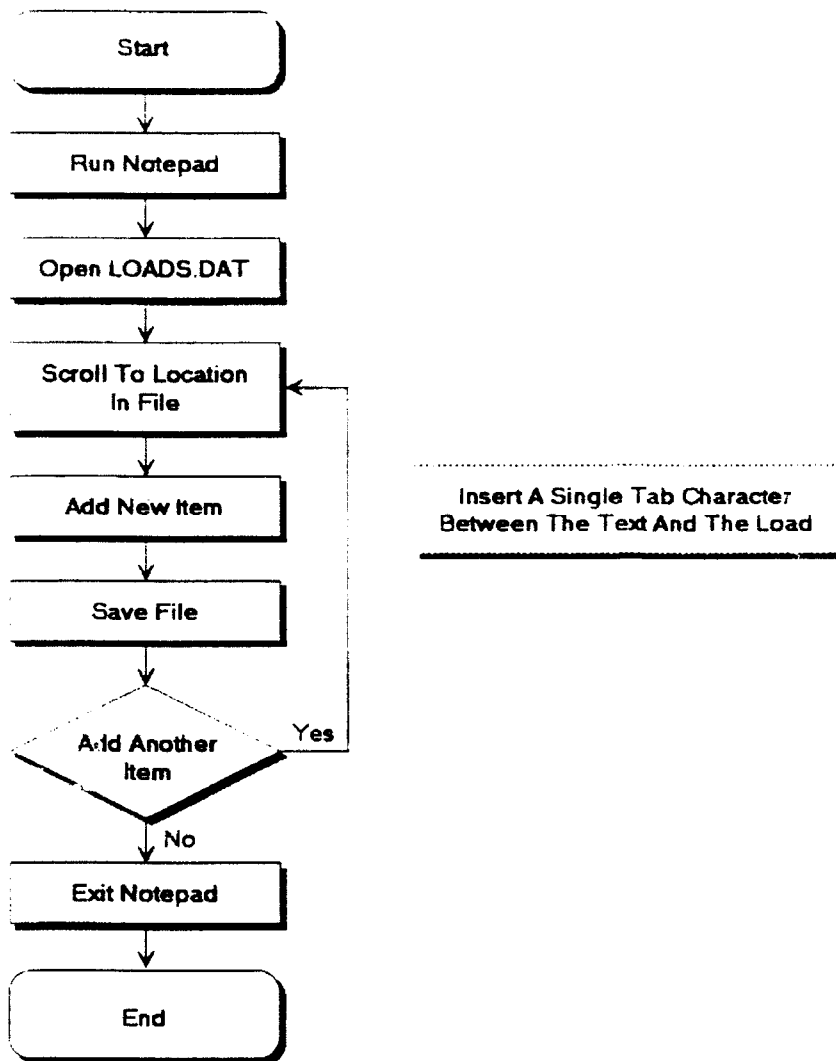 Start
Run Notepad
Open LOADS.DAT
Scroll To Location
In File
Add New Item
Insert A Single Tab Character
Between The Text And The Load
Save File
Add Another
Item
Yes
No
Exit Notepad
End